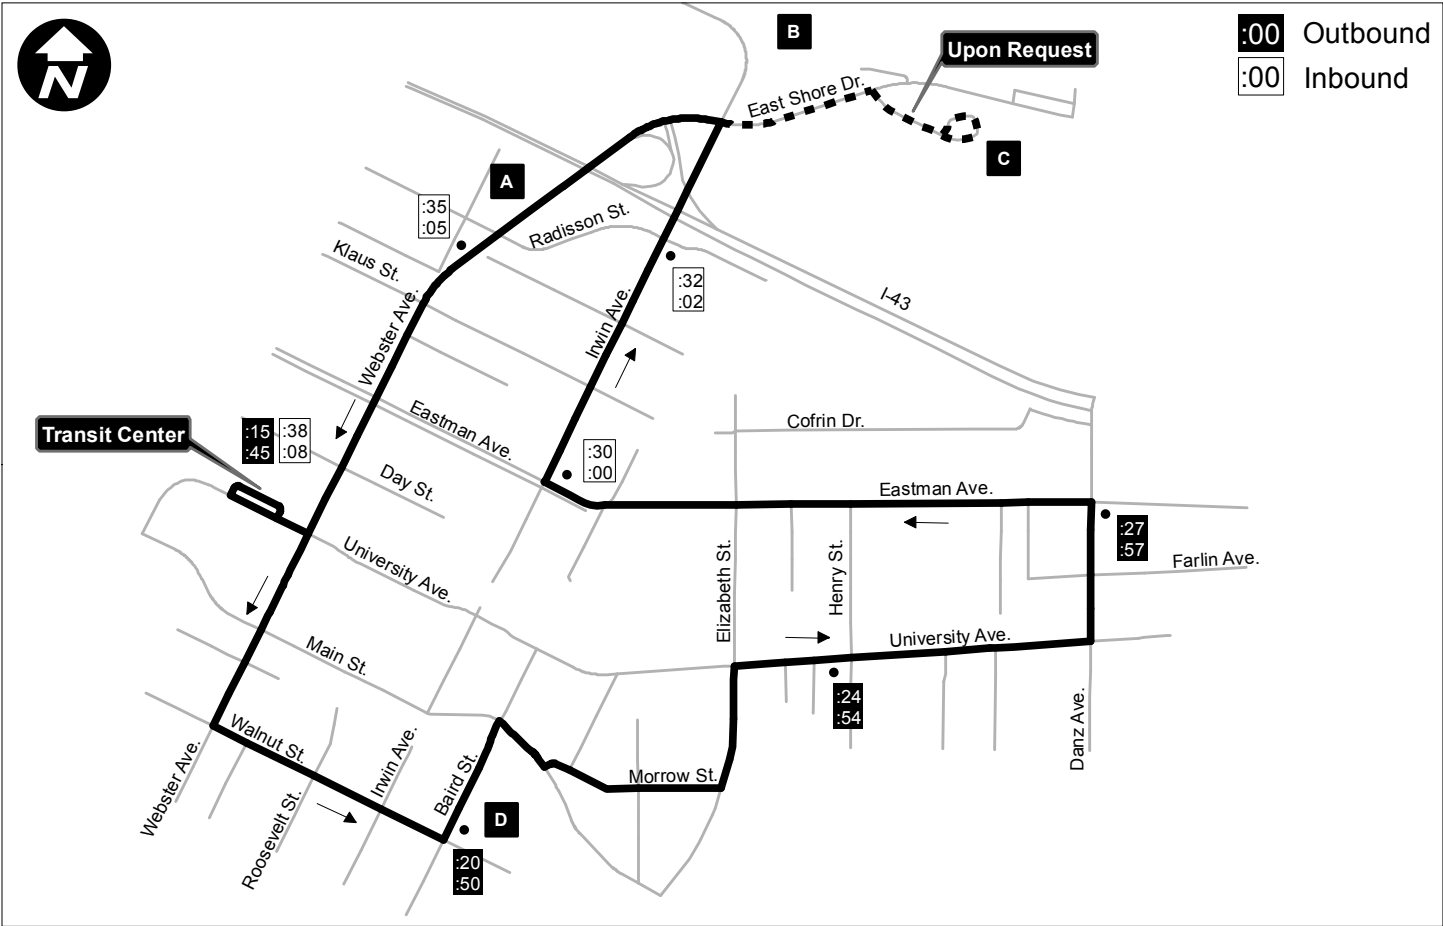 N
B
:00 Outbound
:00 Inbound
Upon Request
East Shore Dr.
C
A
:35
:05
Radisson St.
Klaus St.
:32
:02
I-43
Irwin Ave.
Webster Ave.
Eastman Ave.
Cofrin Dr.
Transit Center
:15
:45
:38
:08
:30
:00
Day St.
Eastman Ave.
:27
:57
University Ave.
Elizabeth St.
Henry St.
Farlin Ave.
Main St.
University Ave.
:24
:54
Danz Ave.
Walnut St.
Webster Ave.
Roosevelt St.
Irwin Ave.
Baird St.
Morrow St.
D
:20
:50